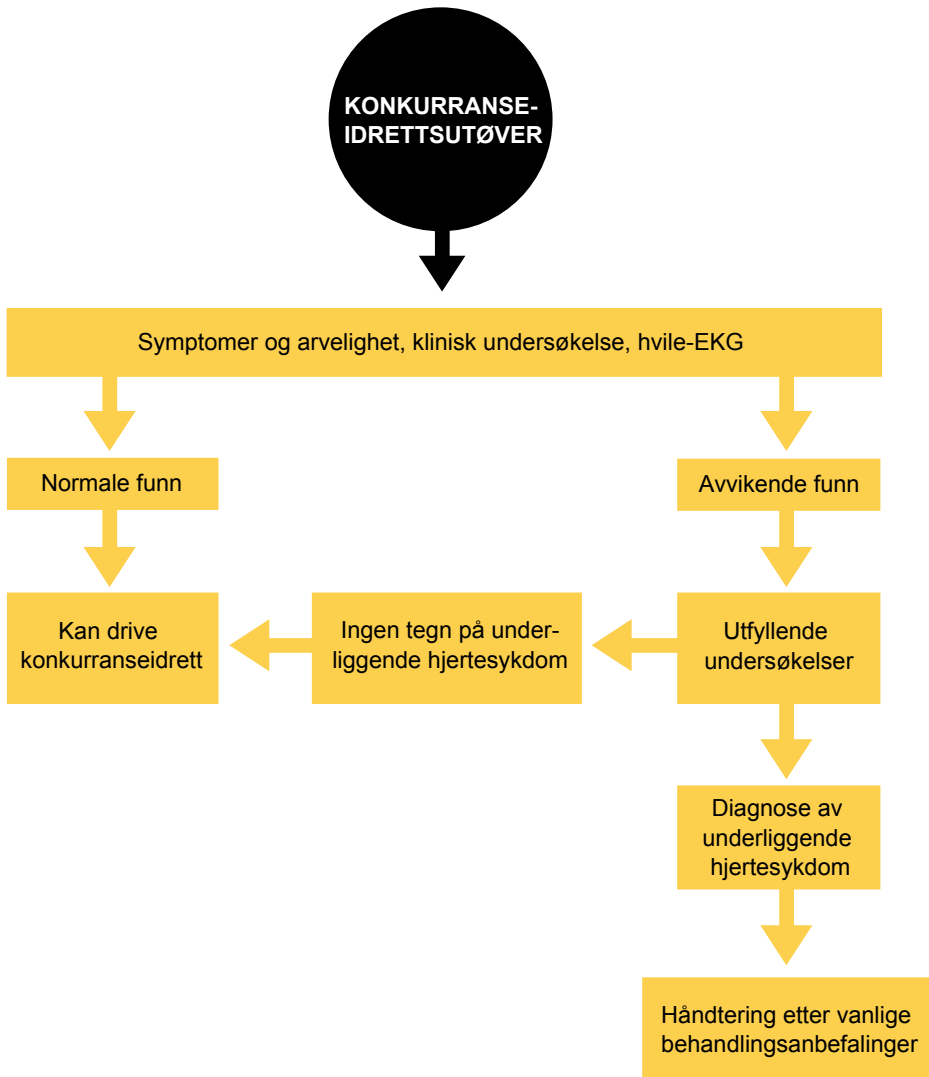 KONKURRANSE-
IDRETTSUTØVER
Symptomer og arvelighet, klinisk undersøkelse, hvile-EKG
Normale funn
Avvikende funn
Kan drive
konkurranseidrett
Ingen tegn på under-
liggende hjertesykdom
Utfyllende
undersøkelser
Diagnose av
underliggende
hjertesykdom
Håndtering etter vanlige
behandlingsanbefalinger